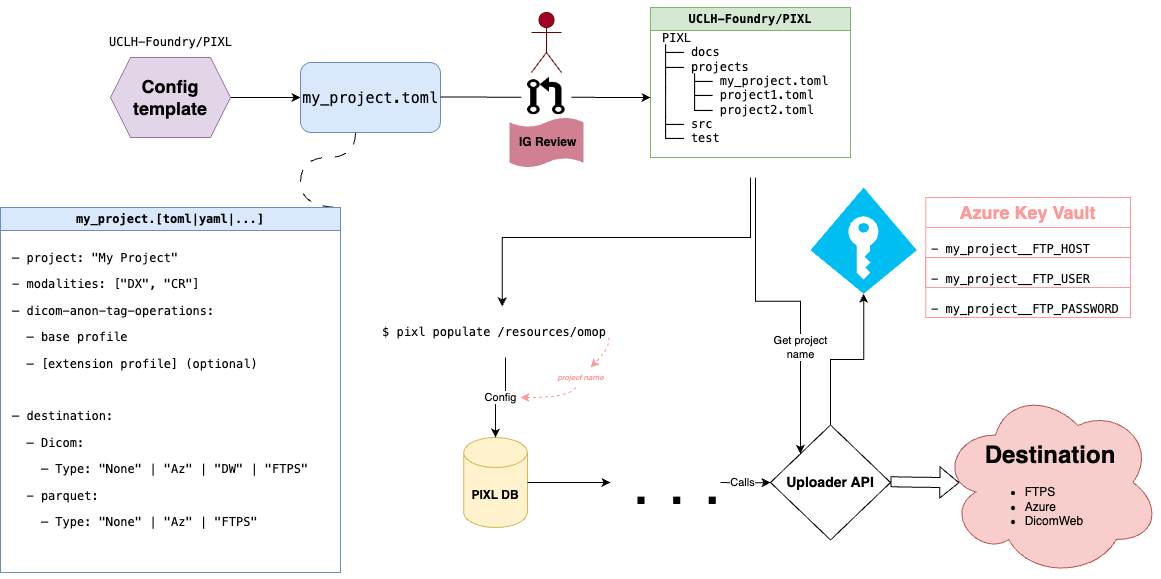 UCLH-Foundry/PIXL
Config
template
my_project.toml
IG Review
UCLH-Foundry/PIXL
PIXL
├── docs
├── projects
│   ├── my_project.toml
│   ├── project1.toml
│   └── project2.toml
├── src
└── test
my_project.[toml|yaml|...]
– project: "My Project"
– modalities: ["DX", "CR"]
– dicom-anon-tag-operations:
– base profile
– [extension profile] (optional)
– destination:
– Dicom:
– Type: "None" | "Az" | "DW" | "FTPS"
– parquet:
– Type: "None" | "Az" | "FTPS"
Azure Key Vault
– my_project__FTP_HOST
– my_project__FTP_USER
– my_project__FTP_PASSWORD
$ pixl populate /resources/omop
project name
Config
PIXL DB
. . .
Get project
name
Calls
Uploader API
Destination
• FTPS
• Azure
• DicomWeb